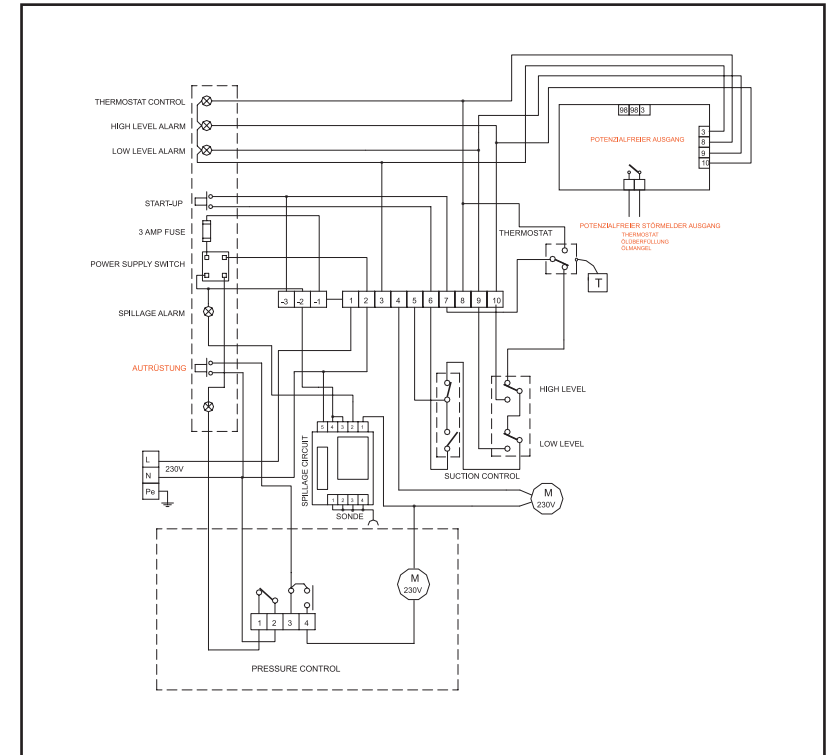 THERMOSTAT CONTROL
HIGH LEVEL ALARM
LOW LEVEL ALARM
START-UP
3 AMP FUSE
POWER SUPPLY SWITCH
SPILLAGE ALARM
AUTRÜSTUNG
98 98 3
POTENZIALFREIER AUSGANG
3
8
9
10
POTENZIALFREIER STÖRMELDER AUSGANG
THERMOSTAT
ÖLÜBERFÜLLUNG
ÖLMANGEL
THERMOSTAT
T
-3 -2 -1 1 2 3 4 5 6 7 8 9 10
HIGH LEVEL
LOW LEVEL
SUCTION CONTROL
5 4 3 2 1
SPILLAGE CIRCUIT
1 2 3 4
SONDE
L
N 230V
Pe
M
230V
M
230V
1 2 3 4
PRESSURE CONTROL